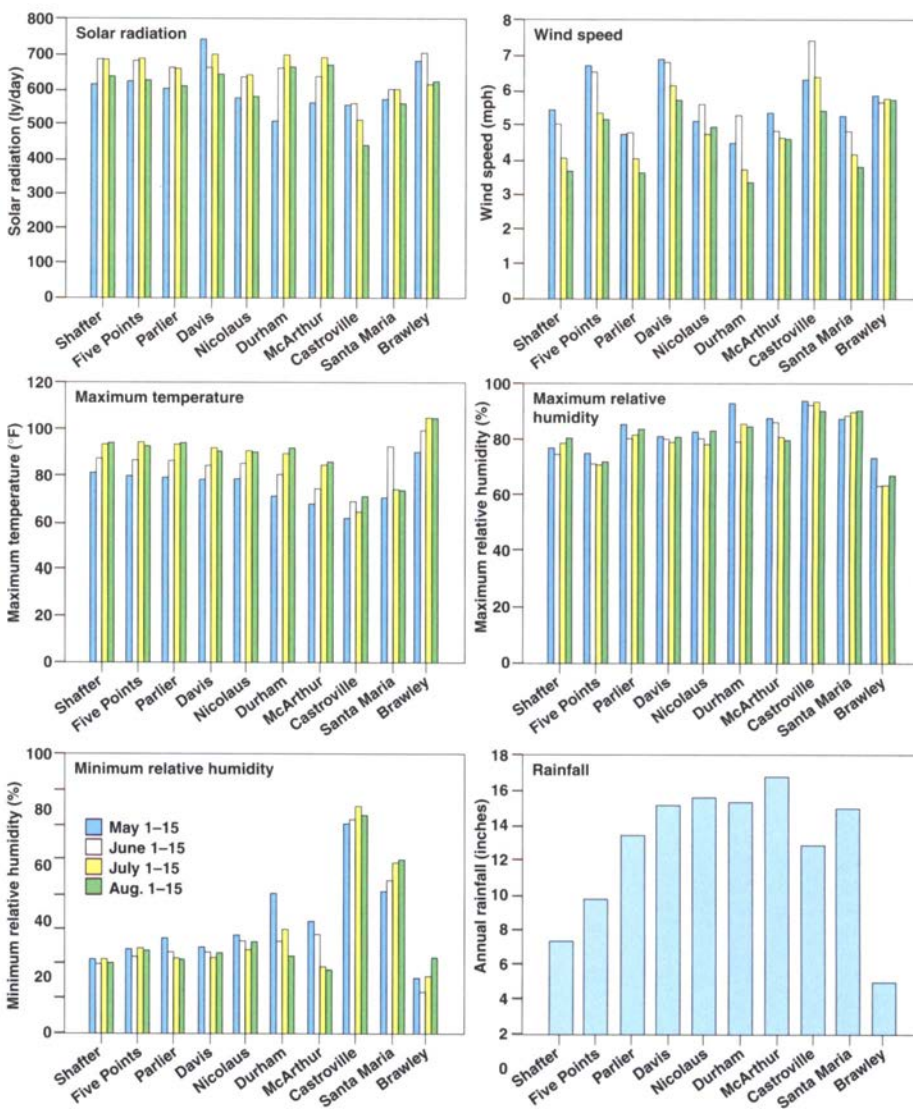 Solar radiation
Solar radiation (ly/day)
800
700
600
500
400
300
200
100
0
Shafter
Five Points
Parlier
Davis
Nicolaus
Durham
McArthur
Castroville
Santa Maria
Brawley
Wind speed
Wind speed (mph)
8
7
6
5
4
3
2
1
0
Shafter
Five Points
Parlier
Davis
Nicolaus
Durham
McArthur
Castroville
Santa Maria
Brawley
Maximum temperature
Maximum temperature (°F)
120
100
80
60
40
20
0
Shafter
Five Points
Parlier
Davis
Nicolaus
Durham
McArthur
Castroville
Santa Maria
Brawley
Maximum relative
humidity
Maximum relative humidity (%)
100
80
60
40
20
0
Shafter
Five Points
Parlier
Davis
Nicolaus
Durham
McArthur
Castroville
Santa Maria
Brawley
Minimum relative humidity
Minimum relative humidity (%)
100
80
60
40
20
0
May 1–15
June 1–15
July 1–15
Aug. 1–15
Shafter
Five Points
Parlier
Davis
Nicolaus
Durham
McArthur
Castroville
Santa Maria
Brawley
Rainfall
Annual rainfall (inches)
18
16
14
12
10
8
6
4
2
0
Shafter
Five Points
Parlier
Davis
Nicolaus
Durham
McArthur
Castroville
Santa Maria
Brawley